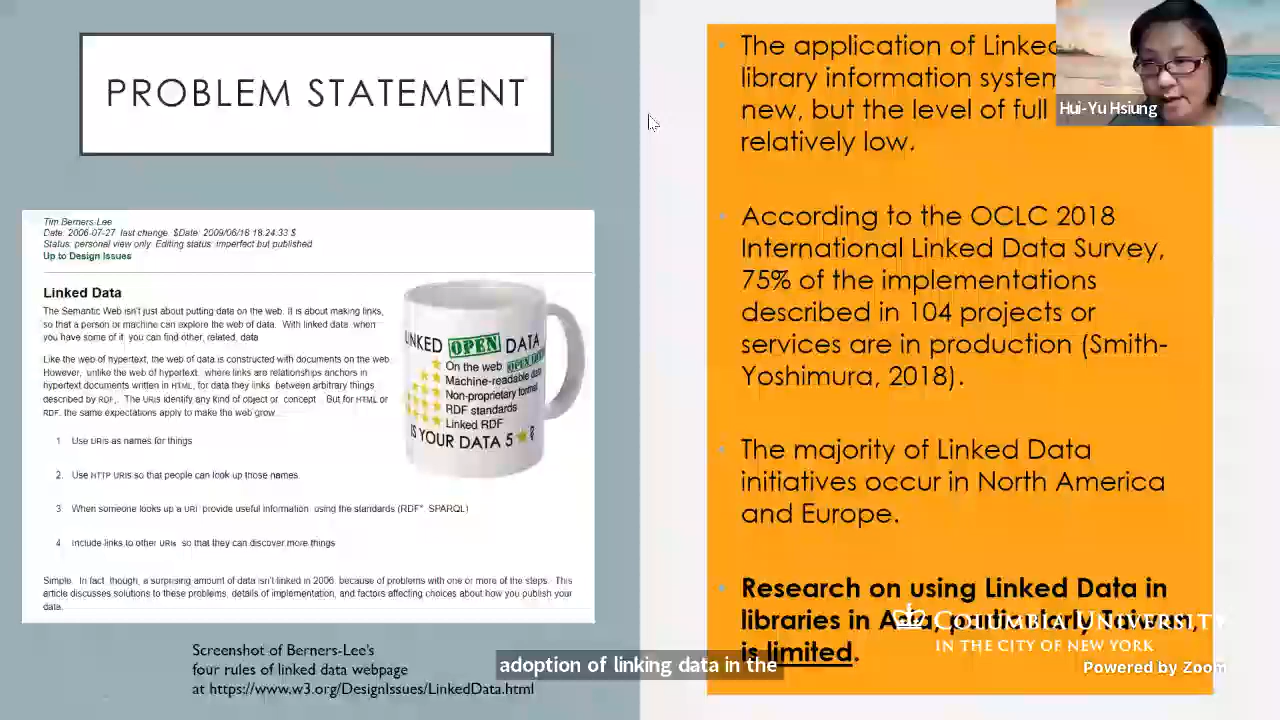 PROBLEM STATEMENT
Tim Berners-Lee
Date: 2006-07-27, last change: $Date: 2009/06/18 18:24:33 $
Status: personal view only. Editing status: imperfect but published.
Up to Design Issues
Linked Data
The Semantic Web isn't just about putting data on the web. It is about making links,
so that a person or machine can explore the web of data. With linked data, when
you have some of it, you can find other, related, data.
Like the web of hypertext, the web of data is constructed with documents on the web.
However, unlike the web of hypertext, where links are relationships anchors in
hypertext documents written in HTML, for data they links between arbitrary things
described by RDF,. The URIs identify any kind of object or concept. But for HTML or
RDF, the same expectations apply to make the web grow:
1. Use URIs as names for things
2. Use HTTP URIs so that people can look up those names.
3. When someone looks up a URI, provide useful information, using the standards (RDF*, SPARQL)
4. Include links to other URIs. so that they can discover more things.
Simple. In fact, though, a surprising amount of data isn't linked in 2006, because of problems with one or more of the steps. This
article discusses solutions to these problems, details of implementation, and factors affecting choices about how you publish your
data.
LINKED OPEN DATA
On the web OPEN
Machine-readable data
Non-proprietary format
RDF standards
Linked RDF
IS YOUR DATA 5 ★ ?
Screenshot of Berners-Lee's
four rules of linked data webpage
at https://www.w3.org/DesignIssues/LinkedData.html
The application of Linked
library information system
new, but the level of full
relatively low.
According to the OCLC 2018
International Linked Data Survey,
75% of the implementations
described in 104 projects or
services are in production (Smith-
Yoshimura, 2018).
The majority of Linked Data
initiatives occur in North America
and Europe.
Research on using Linked Data in
libraries in Asia, particularly Taiwan,
is limited.
Hui-Yu Hsiung
COLUMBIA UNIVERSITY
IN THE CITY OF NEW YORK
Powered by Zoom
adoption of linking data in the